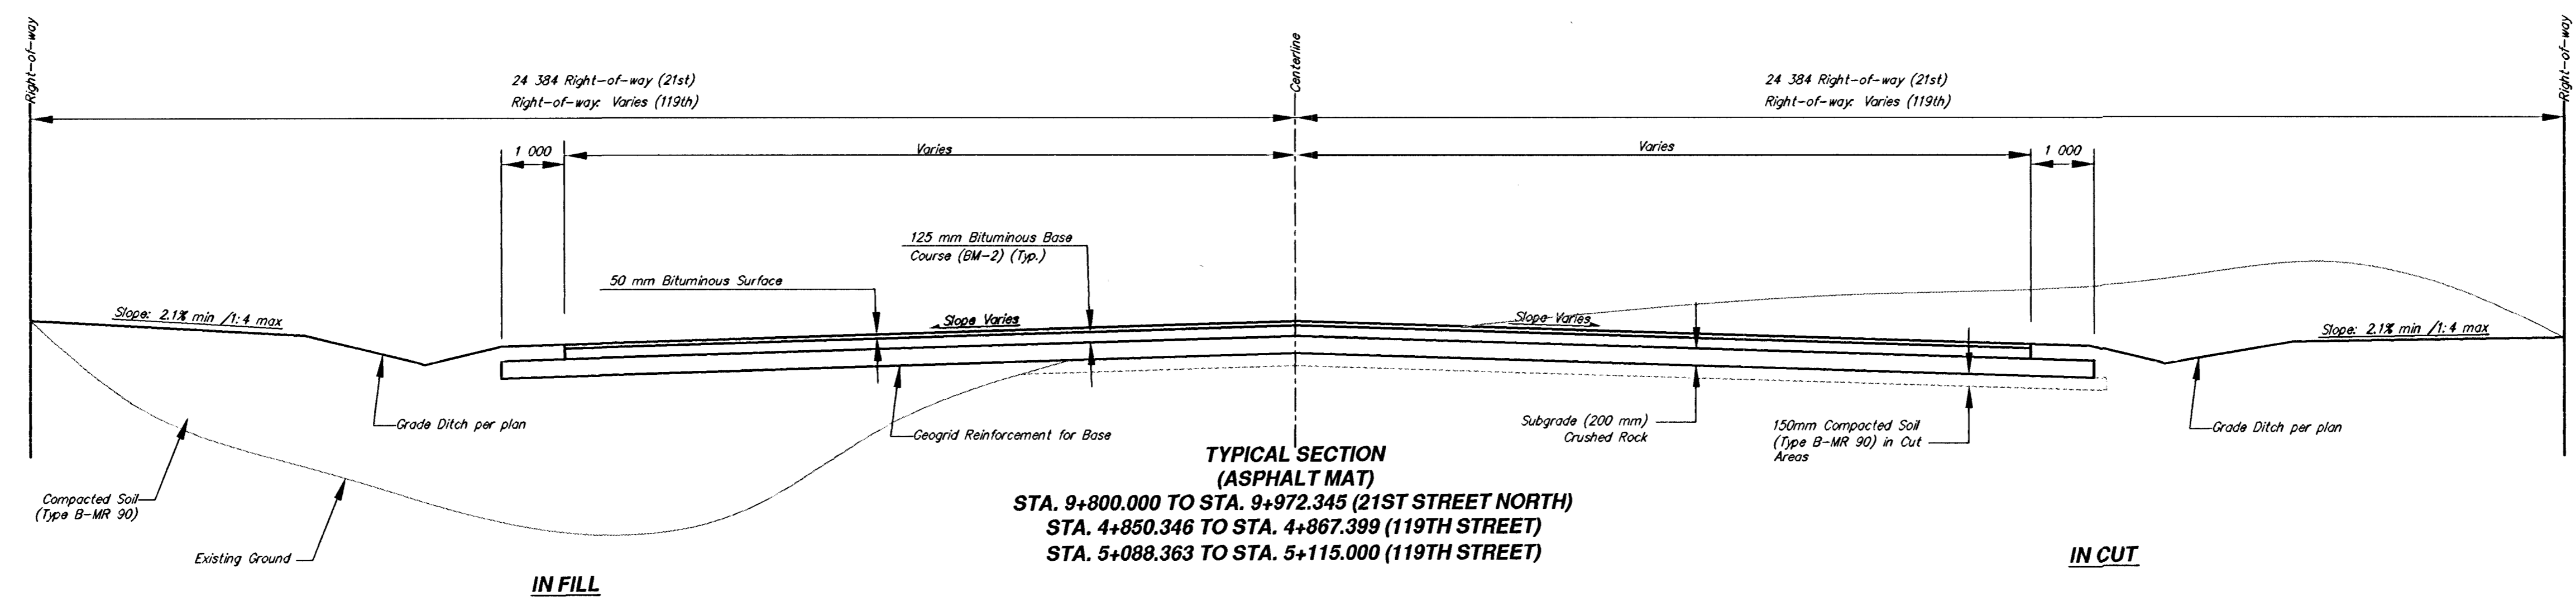 Right-of-way
Centerline
Right-of-way
24 384 Right-of-way (21st)
Right-of-way: Varies (119th)
24 384 Right-of-way (21st)
Right-of-way: Varies (119th)
1 000
Varies
Varies
1 000
125 mm Bituminous Base
Course (BM-2) (Typ.)
50 mm Bituminous Surface
Slope: 2.1% min /1:4 max
Slope Varies
Slope Varies
Slope: 2.1% min /1:4 max
Grade Ditch per plan
Geogrid Reinforcement for Base
Subgrade (200 mm)
Crushed Rock
150mm Compacted Soil
(Type B-MR 90) in Cut
Areas
Grade Ditch per plan
Compacted Soil
(Type B-MR 90)
Existing Ground
TYPICAL SECTION
(ASPHALT MAT)
STA. 9+800.000 TO STA. 9+972.345 (21ST STREET NORTH)
STA. 4+850.346 TO STA. 4+867.399 (119TH STREET)
STA. 5+088.363 TO STA. 5+115.000 (119TH STREET)
IN FILL
IN CUT